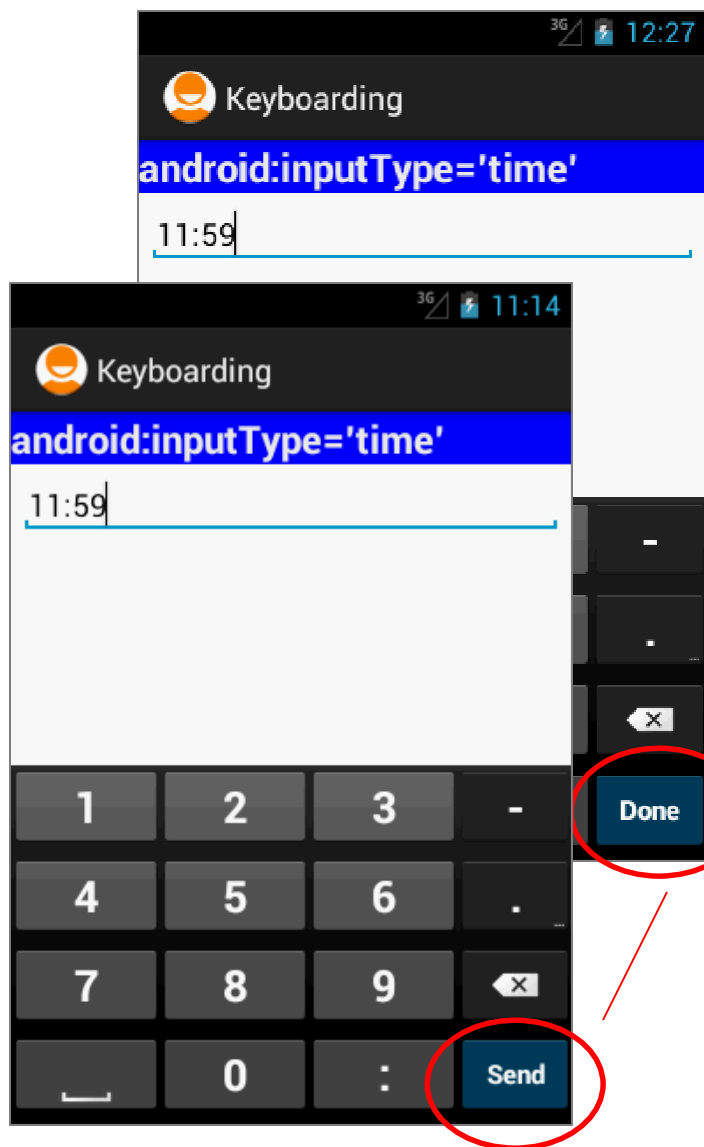 3G 12:27
Keyboarding
android:inputType='time'
11:59
- 
.
...
Done
3G 11:14
Keyboarding
android:inputType='time'
11:59
1 2 3 -
4 5 6 .
...
7 8 9
0 : Send